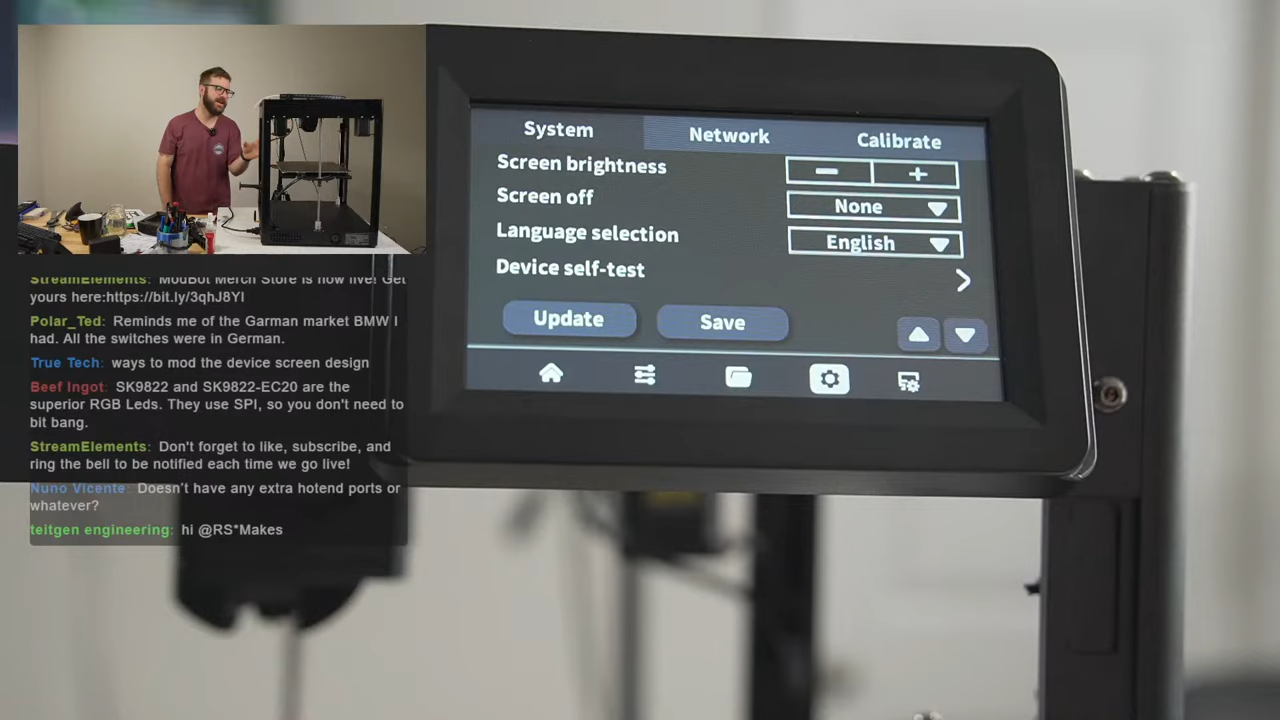 System
Network
Calibrate
Screen brightness
Screen off
None
Language selection
English
Device self-test
Update
Save
StreamElements: ModBot Merch Store is now live! Get
yours here:https://bit.ly/3qhJ8Yl
Polar_Ted: Reminds me of the Garman market BMW I
had. All the switches were in German.
True Tech: ways to mod the device screen design
Beef Ingot: SK9822 and SK9822-EC20 are the
superior RGB Leds. They use SPI, so you don't need to
bit bang.
StreamElements: Don't forget to like, subscribe, and
ring the bell to be notified each time we go live!
Nuno Vicente: Doesn't have any extra hotend ports or
whatever?
teitgen engineering: hi @RS*Makes